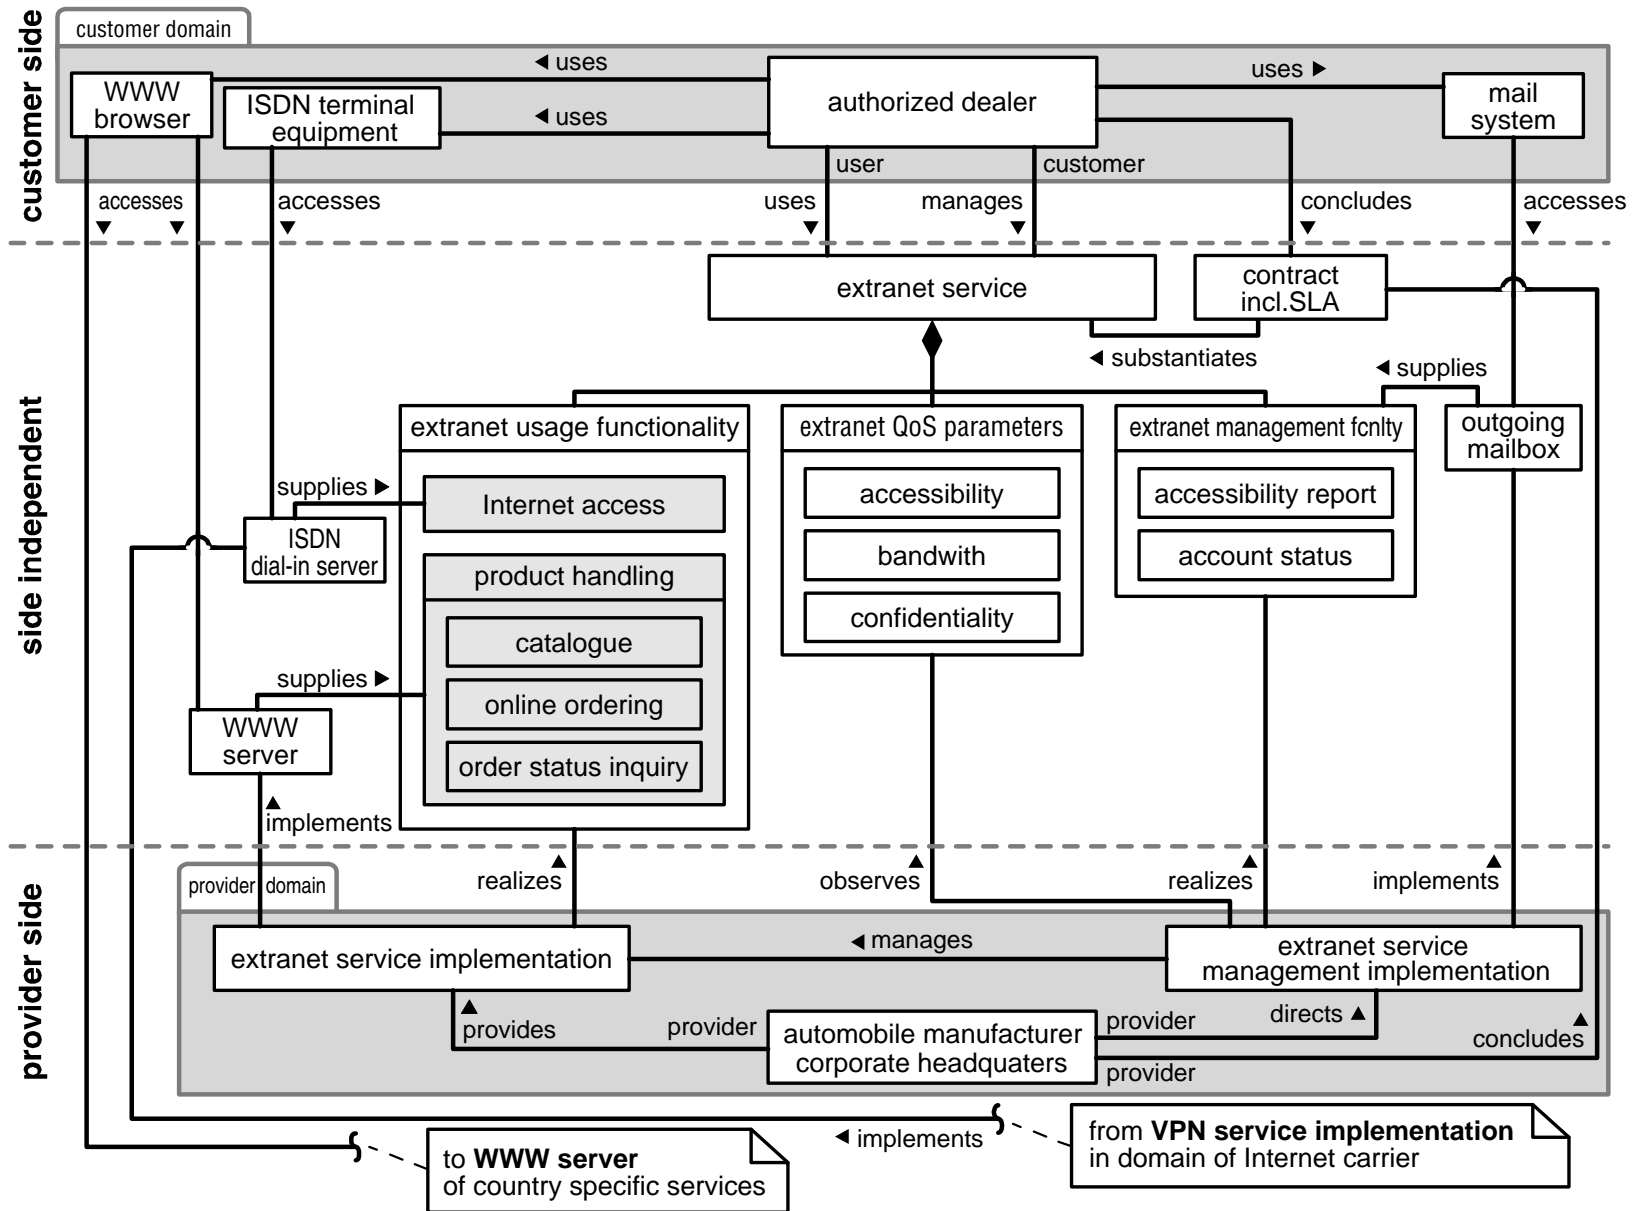 customer side
customer domain
◄ uses
uses ►
WWW
browser
ISDN terminal
equipment
◄ uses
authorized dealer
mail
system
user
customer
accesses
accesses
uses
manages
concludes
accesses
side independent
extranet service
contract
incl.SLA
◄ substantiates
◄ supplies
extranet usage functionality
extranet QoS parameters
extranet management fcnlty
outgoing
mailbox
supplies ►
Internet access
accessibility
accessibility report
ISDN
dial-in server
bandwith
account status
product handling
confidentiality
catalogue
supplies ►
online ordering
WWW
server
order status inquiry
implements
provider side
provider domain
realizes
observes
realizes
implements
extranet service implementation
◄ manages
extranet service
management implementation
provides
provider
automobile manufacturer
corporate headquaters
provider
directs ▲
concludes
provider
◄ implements
to WWW server
of country specific services
from VPN service implementation
in domain of Internet carrier